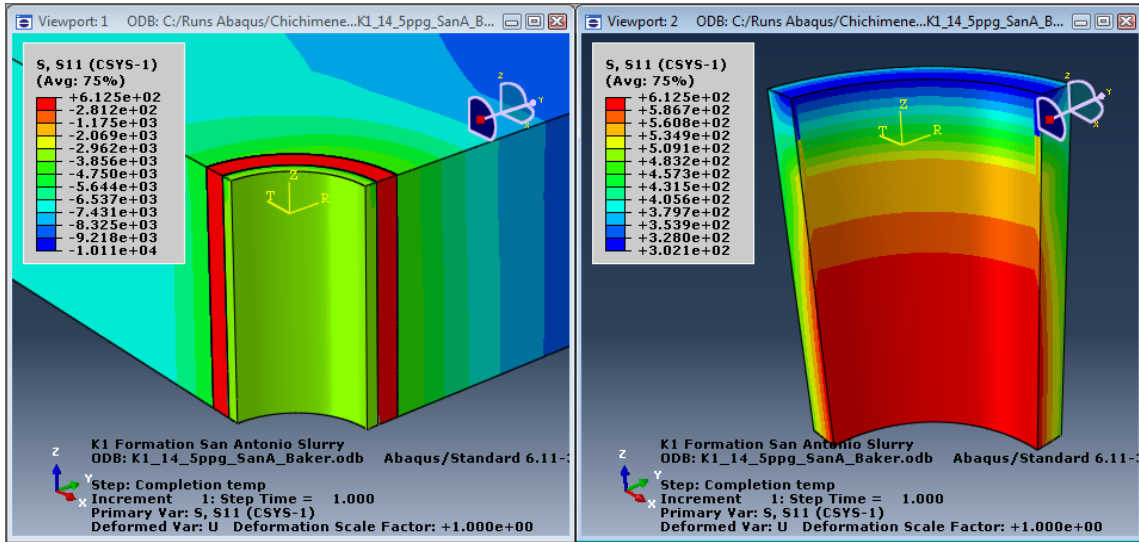 Viewport: 1 ODB: C:/Runs Abaqus/Chichimene...K1_14_5ppg_SanA_B...
S, S11 (CSYS-1)
(Avg: 75%)
+6.125e+02
-2.812e+02
-1.175e+03
-2.069e+03
-2.962e+03
-3.856e+03
-4.750e+03
-5.644e+03
-6.537e+03
-7.431e+03
-8.325e+03
-9.218e+03
-1.011e+04
Z
Y
X
Z
T
R
K1 Formation San Antonio Slurry
ODB: K1_14_5ppg_SanA_Baker.odb Abaqus/Standard 6.11-
Z
Y
X
Step: Completion temp
Increment 1: Step Time = 1.000
Primary Var: S, S11 (CSYS-1)
Deformed Var: U Deformation Scale Factor: +1.000e+00
Viewport: 2 ODB: C:/Runs Abaqus/Chichimene...K1_14_5ppg_SanA_B...
S, S11 (CSYS-1)
(Avg: 75%)
+6.125e+02
+5.867e+02
+5.608e+02
+5.349e+02
+5.091e+02
+4.832e+02
+4.573e+02
+4.315e+02
+4.056e+02
+3.797e+02
+3.539e+02
+3.280e+02
+3.021e+02
Z
Y
X
Z
T
R
K1 Formation San Antonio Slurry
ODB: K1_14_5ppg_SanA_Baker.odb Abaqus/Standard 6.11-
Z
Y
X
Step: Completion temp
Increment 1: Step Time = 1.000
Primary Var: S, S11 (CSYS-1)
Deformed Var: U Deformation Scale Factor: +1.000e+00